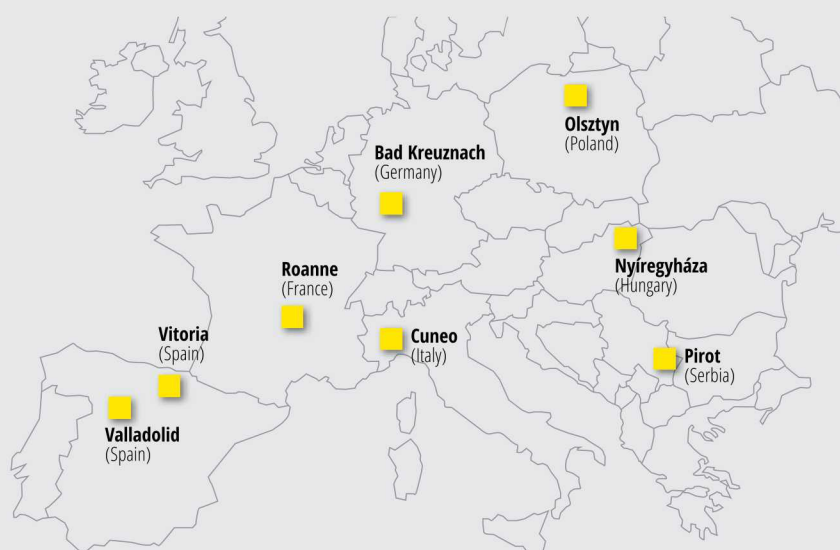 Olsztyn
(Poland)
Bad Kreuznach
(Germany)
Nyíregyháza
(Hungary)
Roanne
(France)
Vitoria
(Spain)
Cuneo
(Italy)
Pirot
(Serbia)
Valladolid
(Spain)